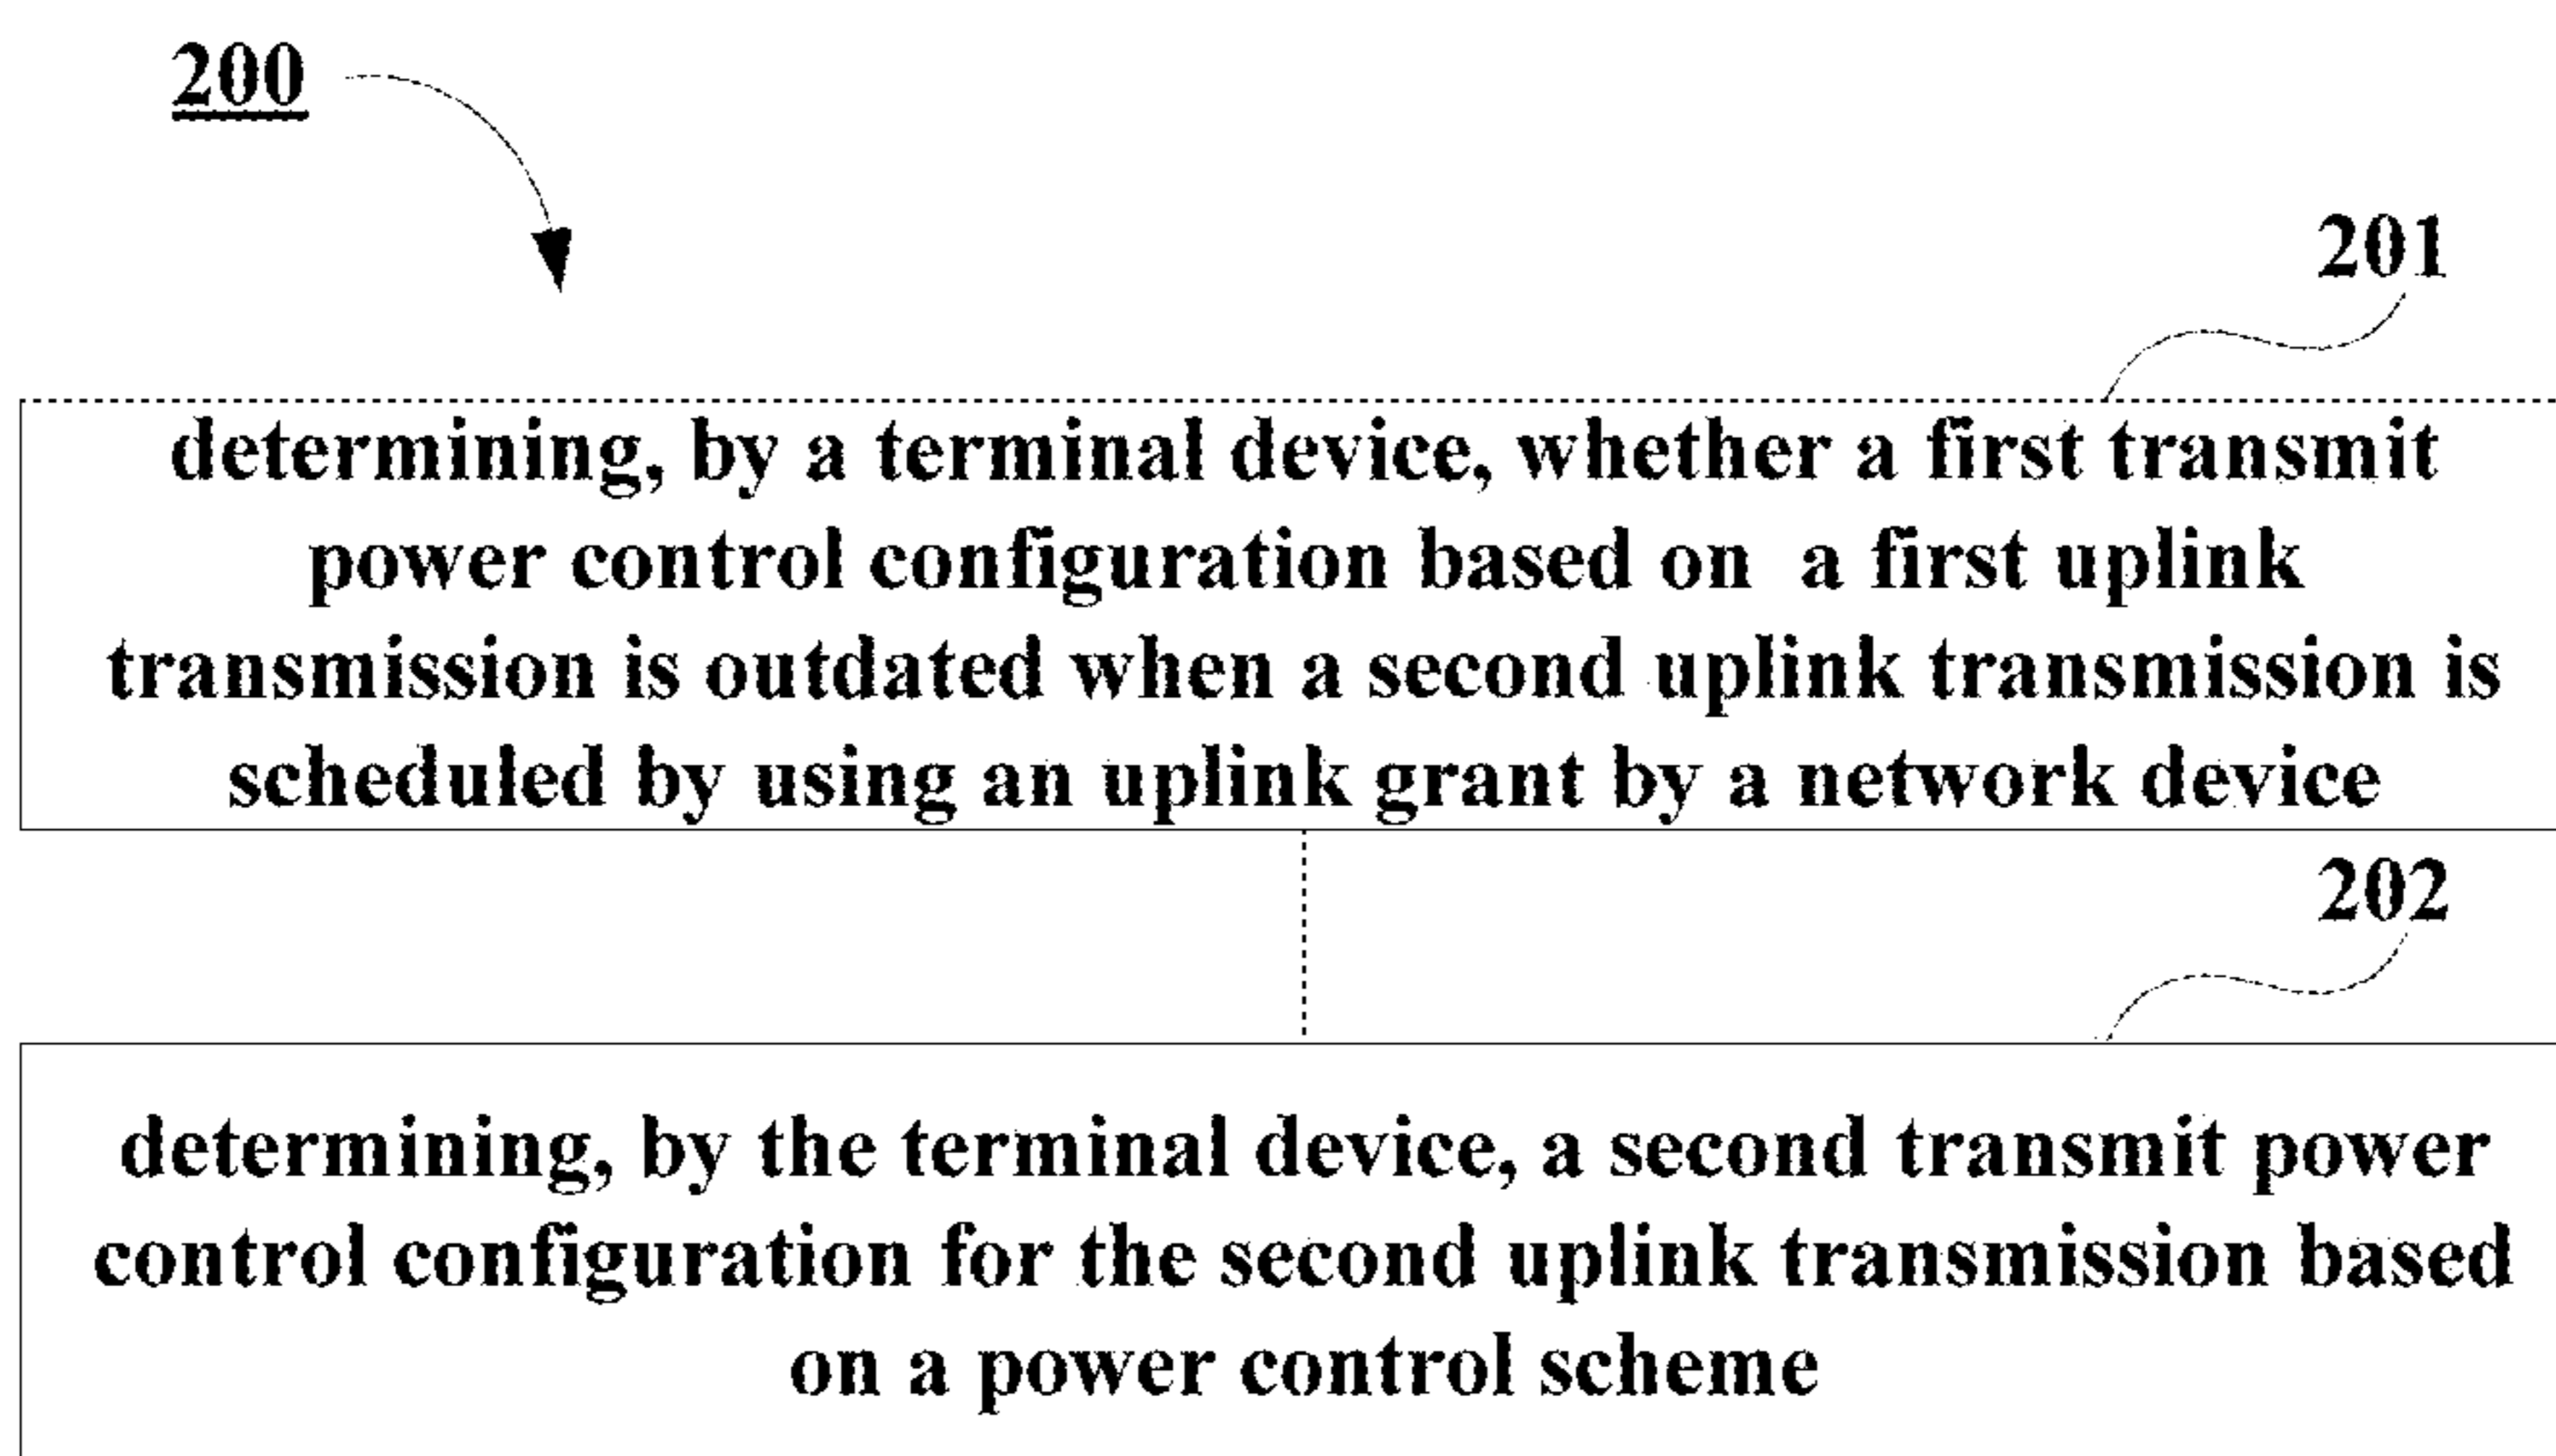 200
201
determining, by a terminal device, whether a first transmit
power control configuration based on a first uplink
transmission is outdated when a second uplink transmission is
scheduled by using an uplink grant by a network device
202
determining, by the terminal device, a second transmit power
control configuration for the second uplink transmission based
on a power control scheme